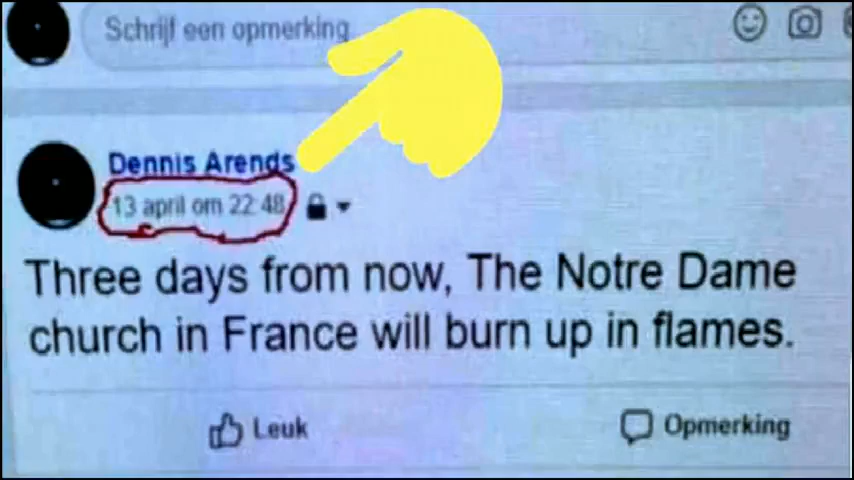 Schrijf een opmerking
Dennis Arends
13 april om 22:48
Three days from now, The Notre Dame
church in France will burn up in flames.
Leuk
Opmerking